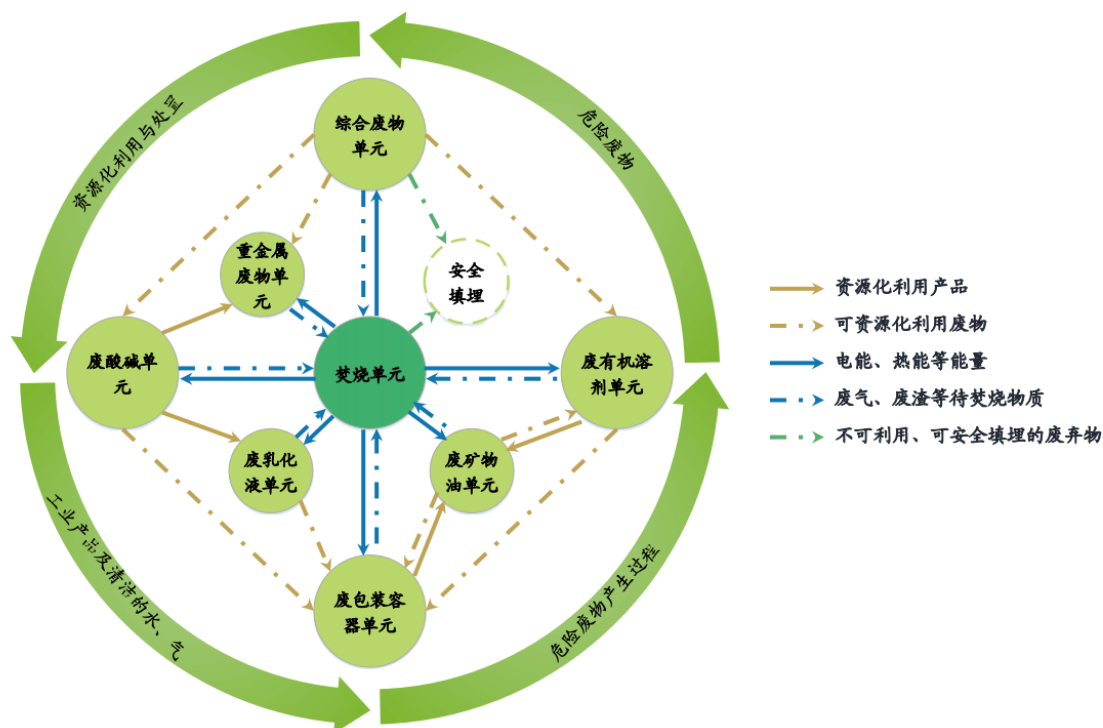 资源化利用与处置
危险废物
综合废物
单元
重金属
废物单
元
安全
填埋
废酸碱单
元
焚烧单元
废有机溶
剂单元
废乳化
液单元
废矿物
油单元
废包装容
器单元
工业产品及清洁的水、气
危险废物产生过程
资源化利用产品
可资源化利用废物
电能、热能等能量
废气、废渣等待焚烧物质
不可利用、可安全填埋的废弃物